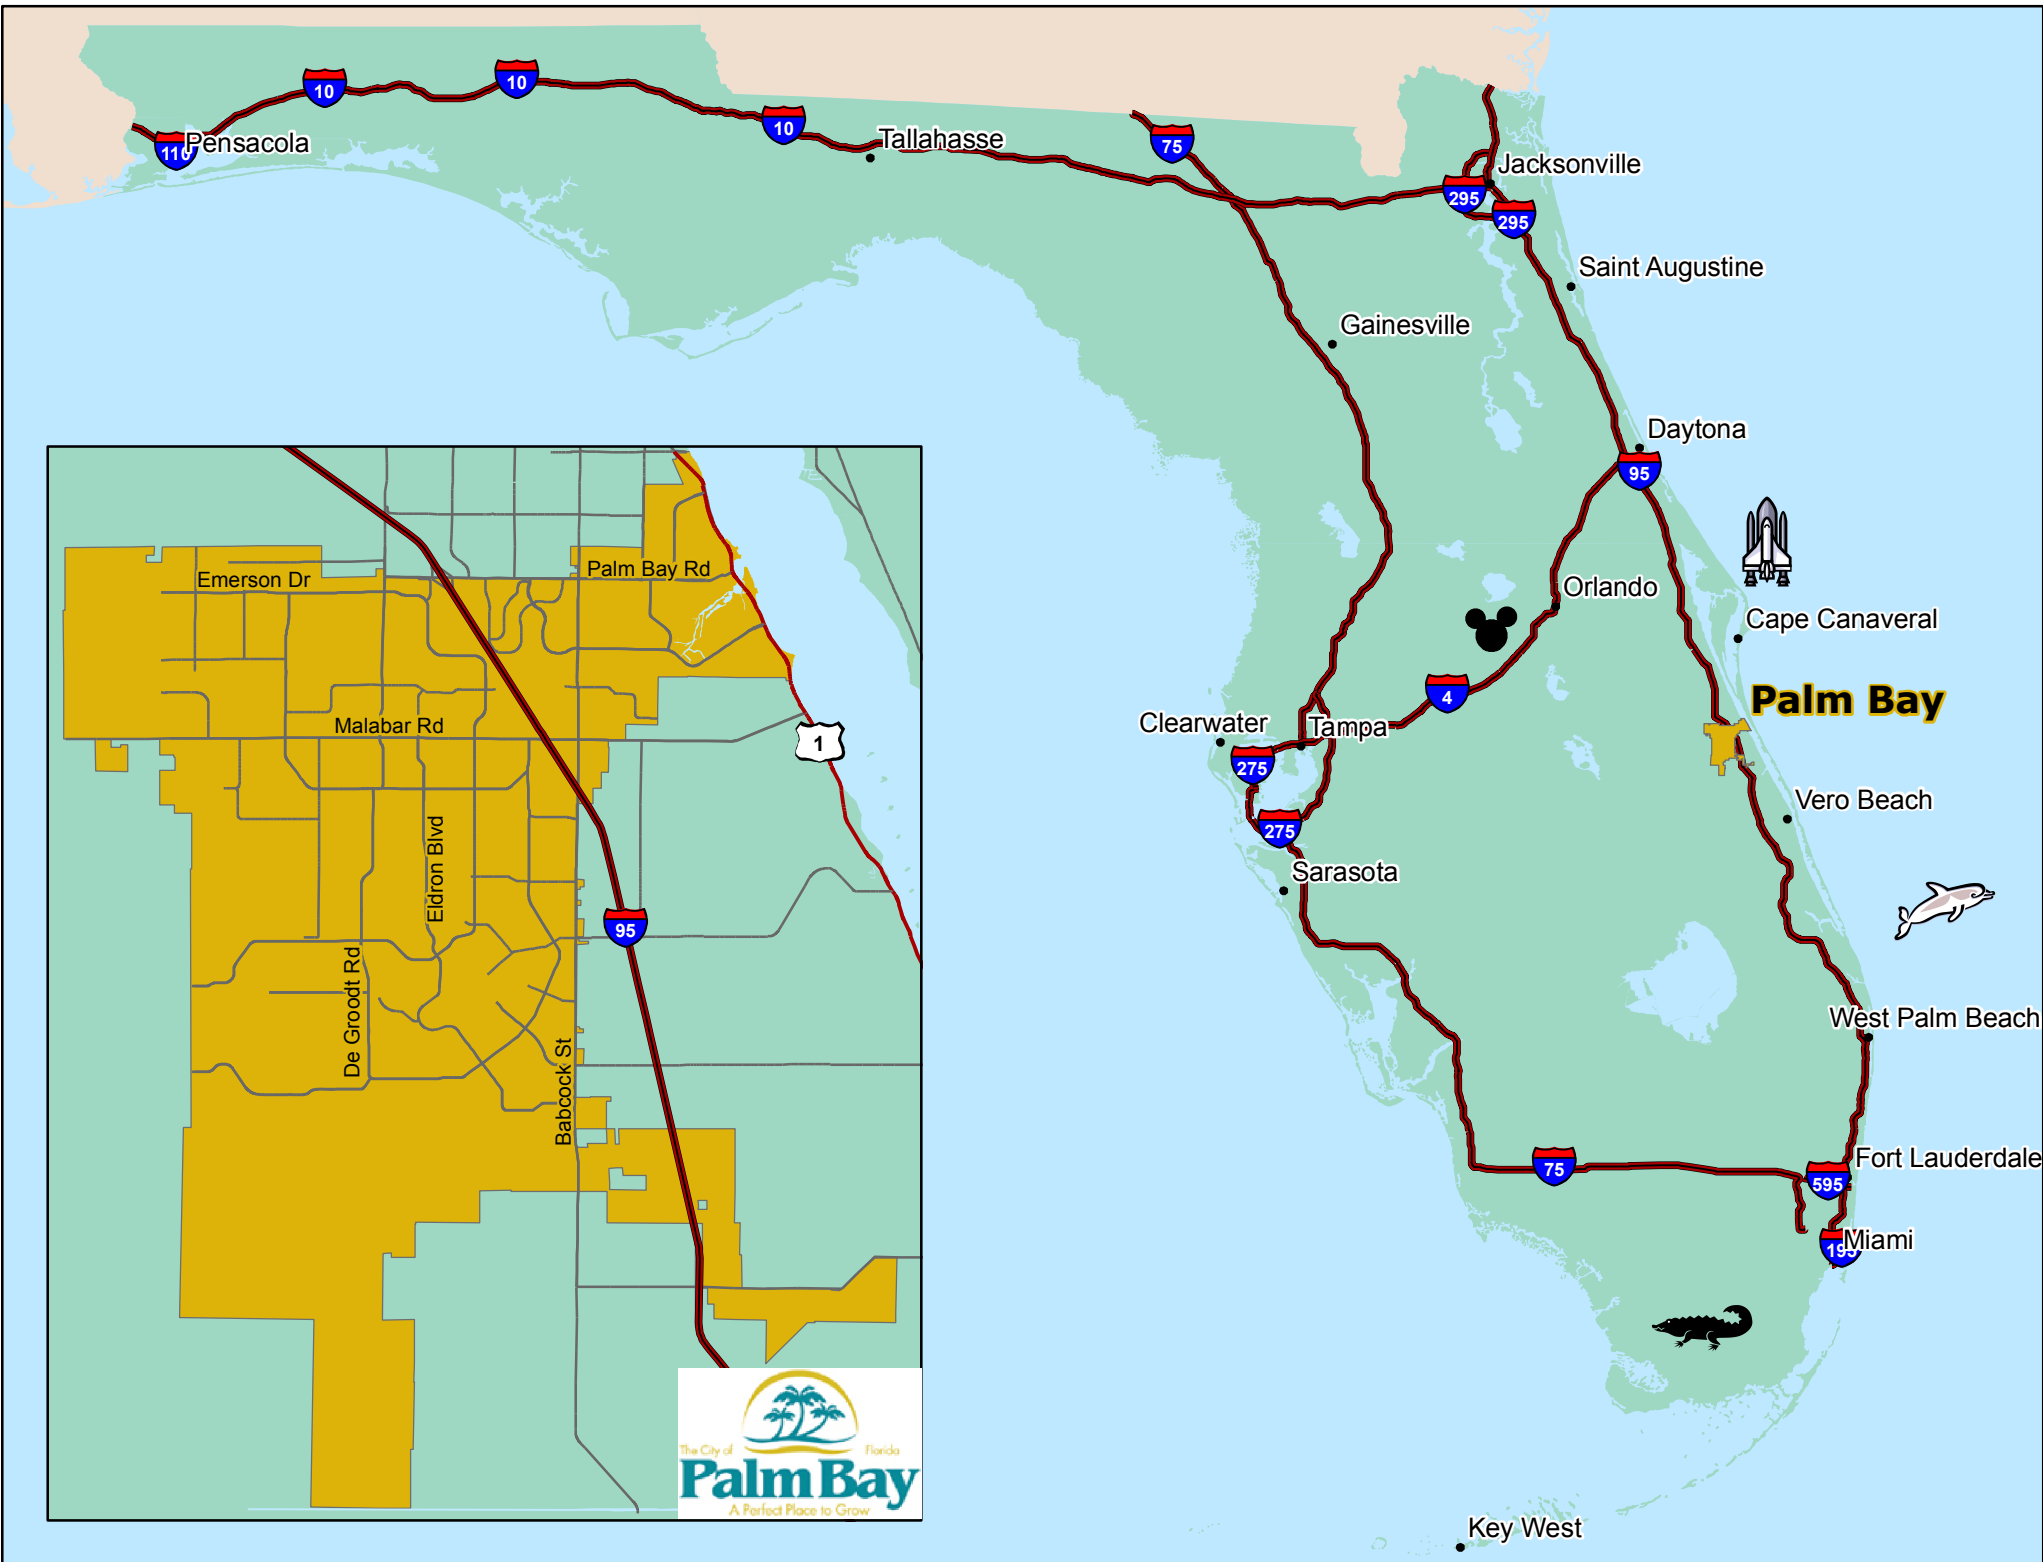 10
10
10
110
Pensacola
Tallahasse
75
Jacksonville
295
295
Saint Augustine
Gainesville
Daytona
95
Orlando
Cape Canaveral
4
Palm Bay
Clearwater
Tampa
275
Vero Beach
275
Sarasota
West Palm Beach
75
Fort Lauderdale
595
195
Miami
Key West
Emerson Dr
Palm Bay Rd
Malabar Rd
1
Eldron Blvd
95
De Groodt Rd
Babcock St
The City of Florida
Palm Bay
A Perfect Place to Grow